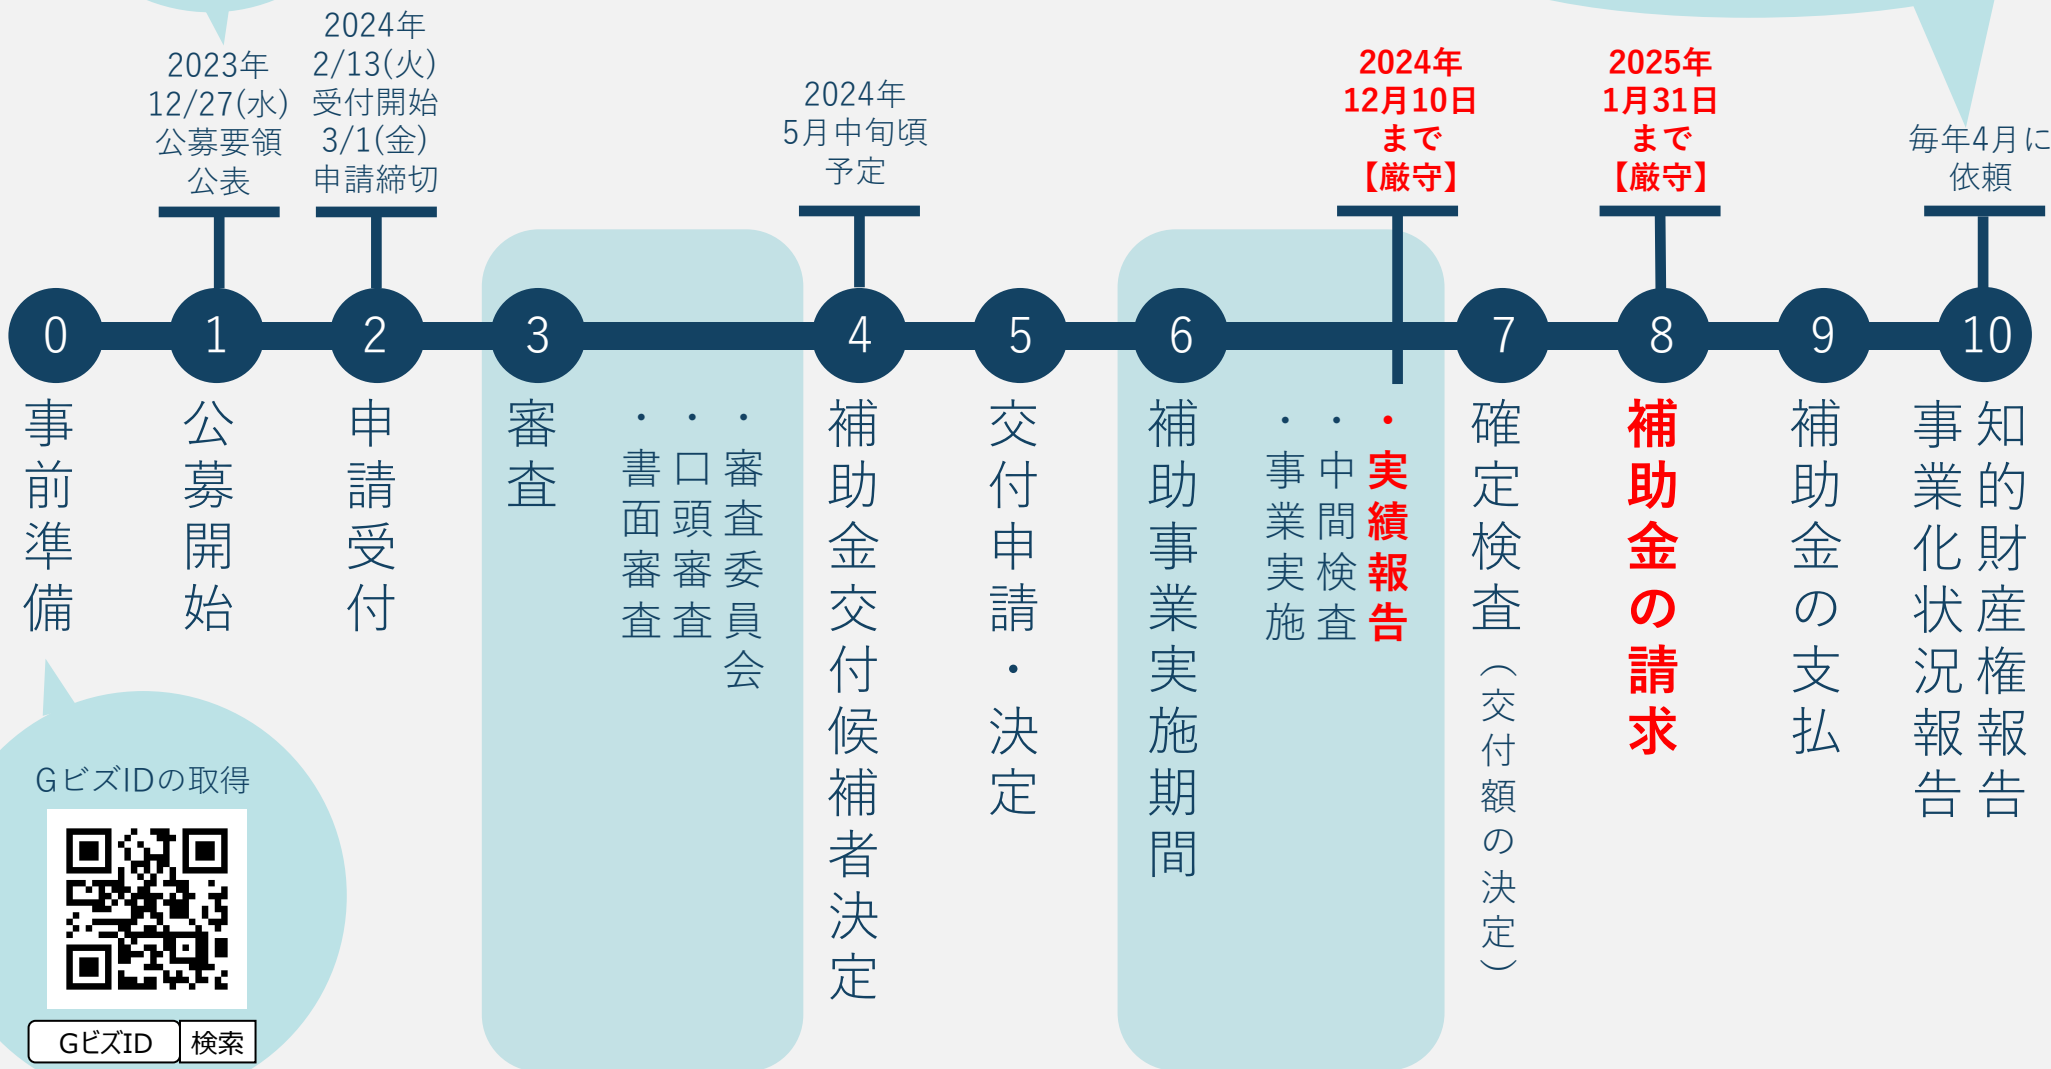 2023年
12/27(水)
公募要領
公表
2024年
2/13(火)
受付開始
3/1(金)
申請締切
2024年
5月中旬頃
予定
2024年
12月10日
まで
【厳守】
2025年
1月31日
まで
【厳守】
毎年4月に
依頼
0
事前準備
1
公募開始
2
申請受付
3
審査
・書面審査
・口頭審査
・審査委員会
4
補助金交付候補者決定
5
交付申請・決定
6
補助事業実施期間
・事業実施
・中間検査
・実績報告
7
確定検査（交付額の決定）
8
補助金の請求
9
補助金の支払
10
知的財産権報告
事業化状況報告
GビズIDの取得
GビズID 検索